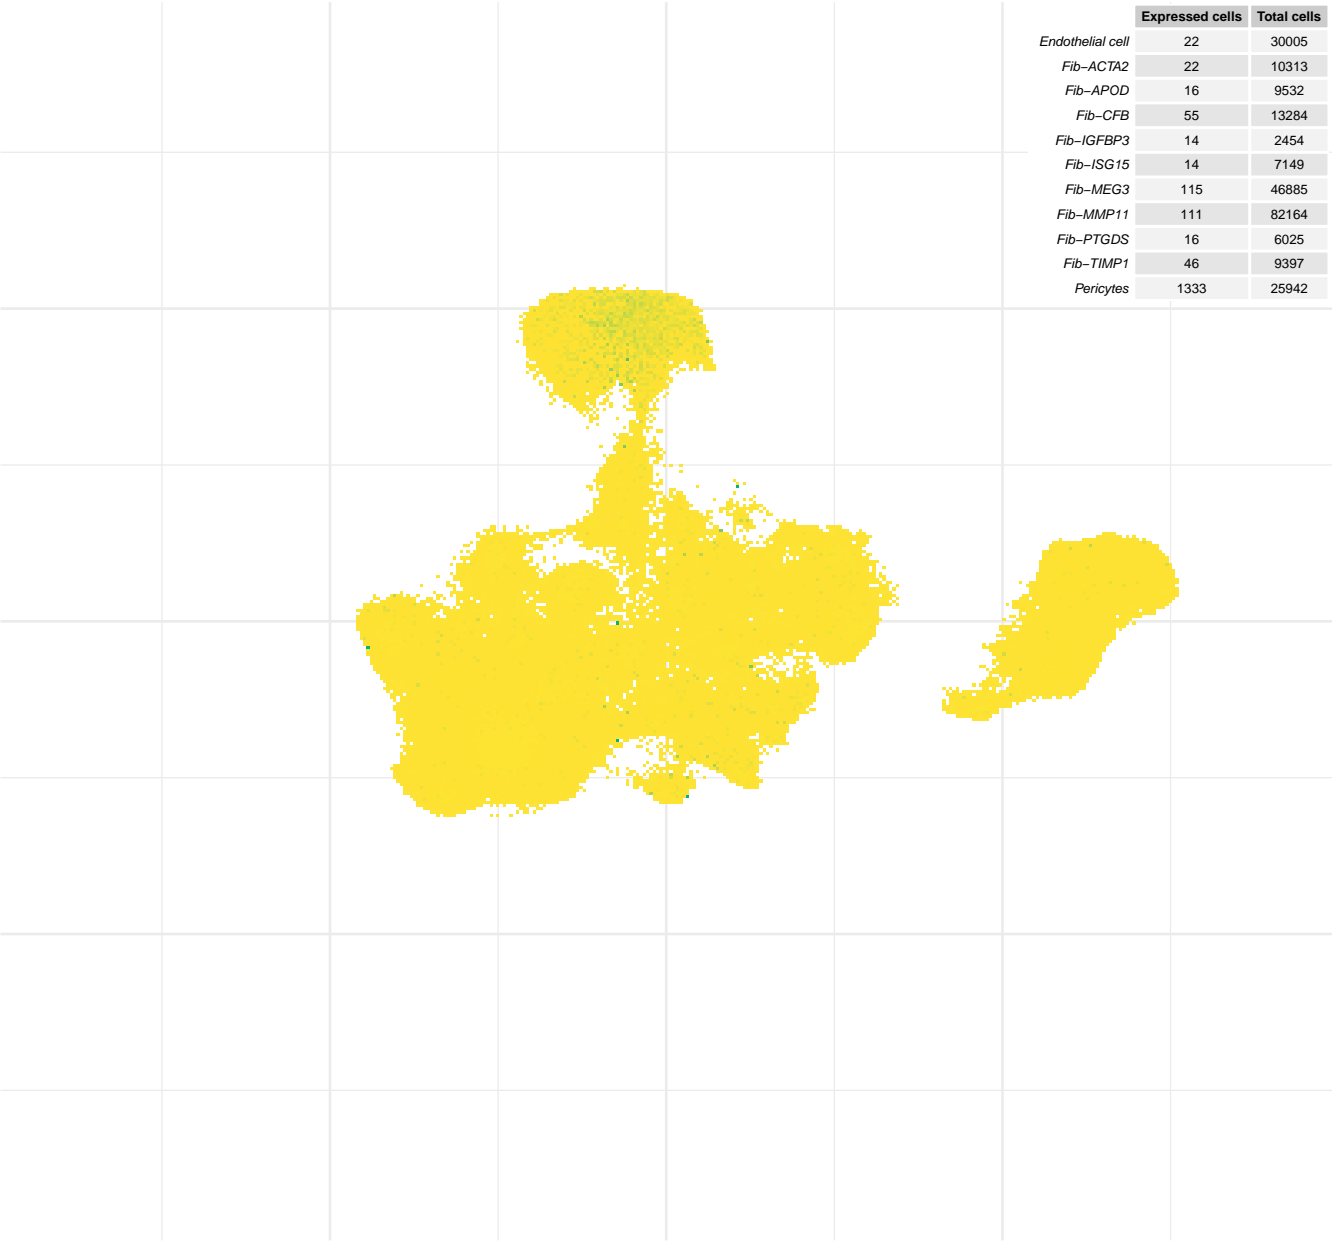 Expressed cells Total cells
Endothelial cell 22 30005
Fib−ACTA2 22 10313
Fib−APOD 16 9532
Fib−CFB 55 13284
Fib−IGFBP3 14 2454
Fib−ISG15 14 7149
Fib−MEG3 115 46885
Fib−MMP11 111 82164
Fib−PTGDS 16 6025
Fib−TIMP1 46 9397
Pericytes 1333 25942